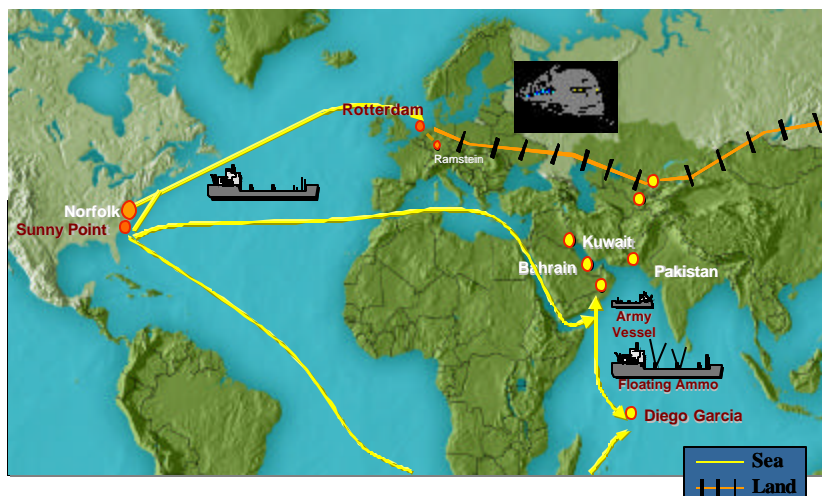 Rotterdam
Ramstein
Norfolk
Sunny Point
Kuwait
Bahrain
Pakistan
Army
Vessel
Floating Ammo
Diego Garcia
Sea
Land